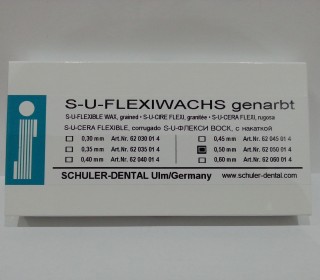 S-U-FLEXIWACHS genarbt
S-U-FLEXIBLE WAX, grained • S-U-CIRE FLEXI, granitée • S-U-CERA FLEXI, rugosa
S-U-CERA FLEXIBLE, corrugado S-U-ФЛЕКСИ ВОСК, с накаткой
0,30 mm Art.Nr. 62 030 01 4 0,45 mm Art.Nr. 62 045 01 4
0,35 mm Art.Nr. 62 035 01 4 0,50 mm Art.Nr. 62 050 01 4
0,40 mm Art.Nr. 62 040 01 4 0,60 mm Art.Nr. 62 060 01 4
SCHULER-DENTAL Ulm/Germany www.schuler-dental.com